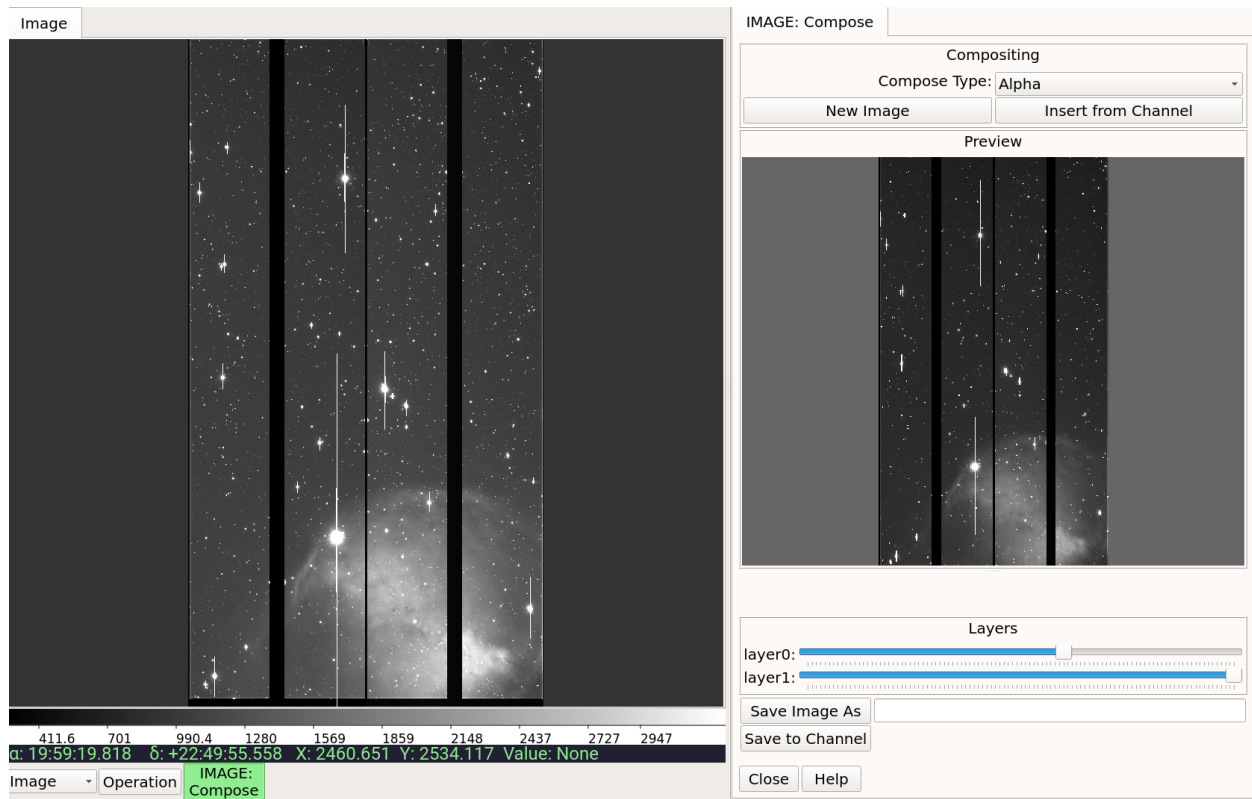 Image
IMAGE: Compose
Compositing
Compose Type: Alpha
New Image Insert from Channel
Preview
Layers
layer0:
layer1:
Save Image As
Save to Channel
Close Help
411.6 701 990.4 1280 1569 1859 2148 2437 2727 2947
α: 19:59:19.818 δ: +22:49:55.558 X: 2460.651 Y: 2534.117 Value: None
Image Operation IMAGE:
Compose